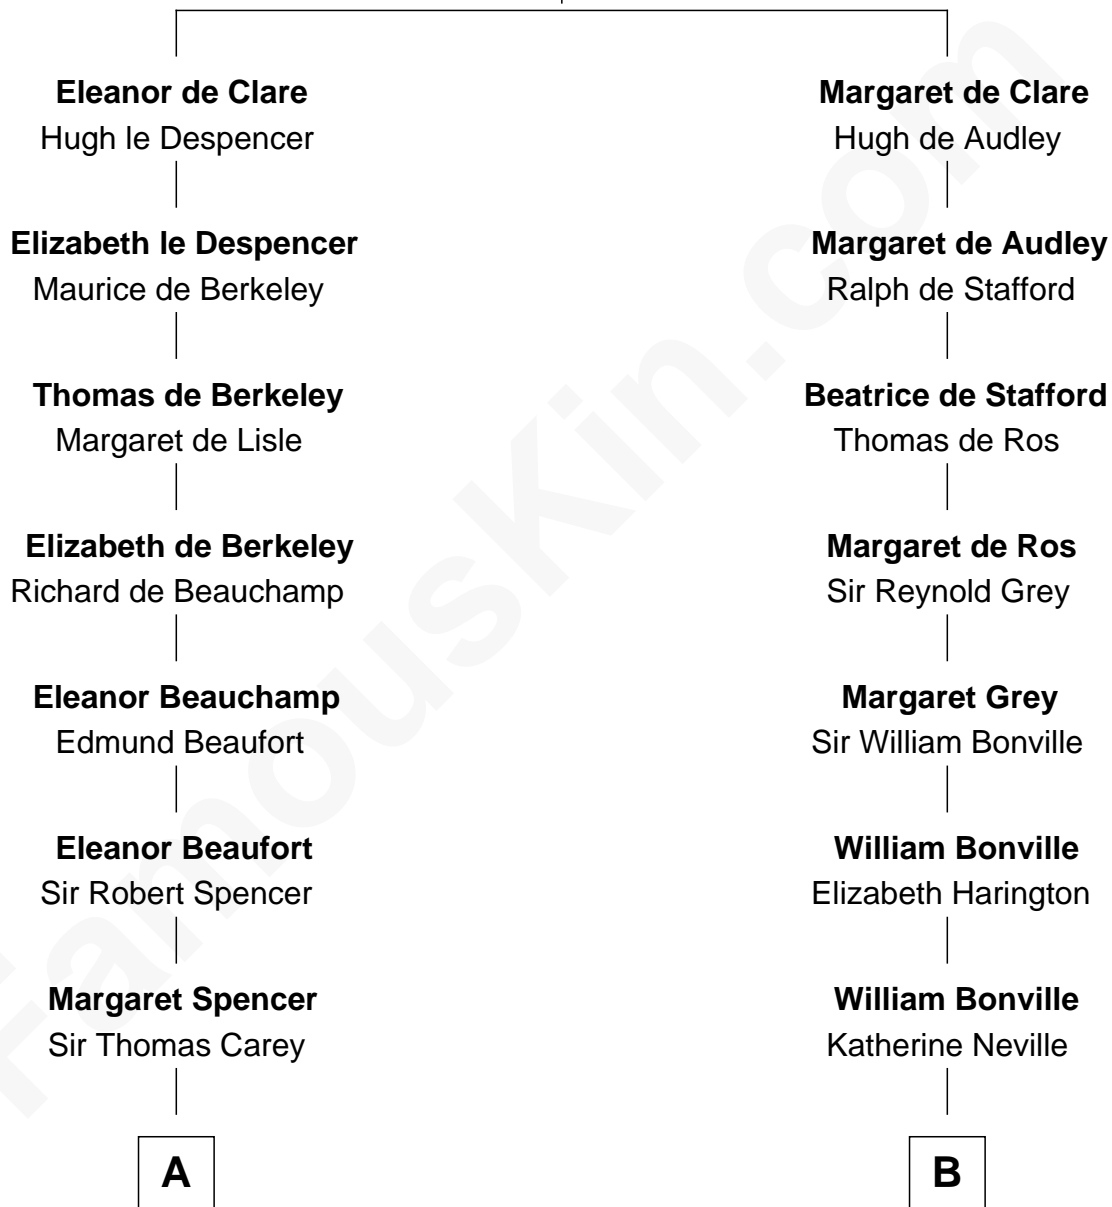 Eleanor de Clare
Hugh le Despencer
Elizabeth le Despencer
Maurice de Berkeley
Thomas de Berkeley
Margaret de Lisle
Elizabeth de Berkeley
Richard de Beauchamp
Eleanor Beauchamp
Edmund Beaufort
Eleanor Beaufort
Sir Robert Spencer
Margaret Spencer
Sir Thomas Carey
A
Margaret de Clare
Hugh de Audley
Margaret de Audley
Ralph de Stafford
Beatrice de Stafford
Thomas de Ros
Margaret de Ros
Sir Reynold Grey
Margaret Grey
Sir William Bonville
William Bonville
Elizabeth Harington
William Bonville
Katherine Neville
B
FamousKin.com